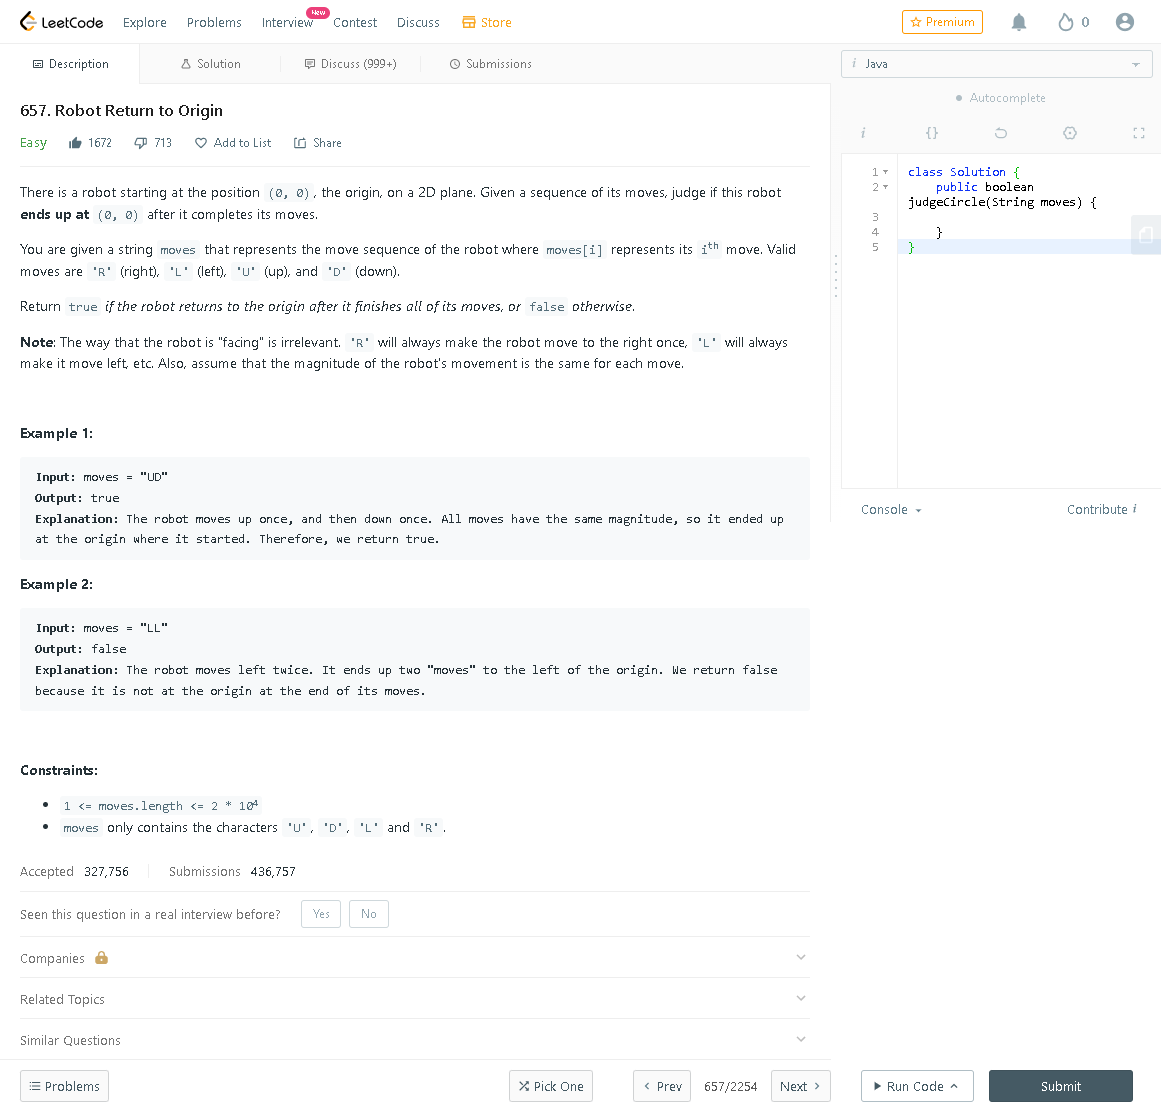 LeetCode Explore Problems Interview New Contest Discuss Store Premium 0
Description Solution Discuss (999+) Submissions i Java
Autocomplete
i {}
657. Robot Return to Origin
Easy 1672 713 Add to List Share
There is a robot starting at the position (0, 0), the origin, on a 2D plane. Given a sequence of its moves, judge if this robot
ends up at (0, 0) after it completes its moves.
You are given a string moves that represents the move sequence of the robot where moves[i] represents its ith move. Valid
moves are 'R' (right), 'L' (left), 'U' (up), and 'D' (down).
Return true if the robot returns to the origin after it finishes all of its moves, or false otherwise.
Note: The way that the robot is "facing" is irrelevant. 'R' will always make the robot move to the right once, 'L' will always
make it move left, etc. Also, assume that the magnitude of the robot's movement is the same for each move.
Example 1:
Input: moves = "UD"
Output: true
Explanation: The robot moves up once, and then down once. All moves have the same magnitude, so it ended up
at the origin where it started. Therefore, we return true.
Example 2:
Input: moves = "LL"
Output: false
Explanation: The robot moves left twice. It ends up two "moves" to the left of the origin. We return false
because it is not at the origin at the end of its moves.
Constraints:
• 1 <= moves.length <= 2 * 10⁴
• moves only contains the characters 'U', 'D', 'L' and 'R'.
Accepted 327,756 Submissions 436,757
Seen this question in a real interview before? Yes No
Companies
Related Topics
Similar Questions
1 class Solution {
2 public boolean
judgeCircle(String moves) {
3
4 }
5 }
Console Contribute i
Problems Pick One Prev 657/2254 Next Run Code Submit